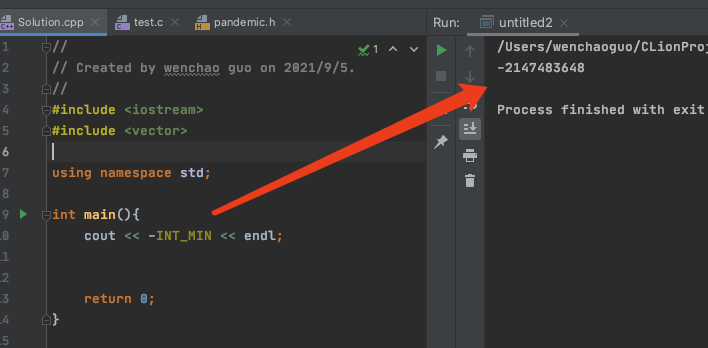 Solution.cpp test.c pandemic.h Run: untitled2
1 // 1
2 // Created by wenchao guo on 2021/9/5.
3 //
4 #include <iostream>
5 #include <vector>
6
7 using namespace std;
8
9 int main(){
10 cout << -INT_MIN << endl;
11
12
13 return 0;
14 }
15
/Users/wenchaoguo/CLionProj
-2147483648
Process finished with exit